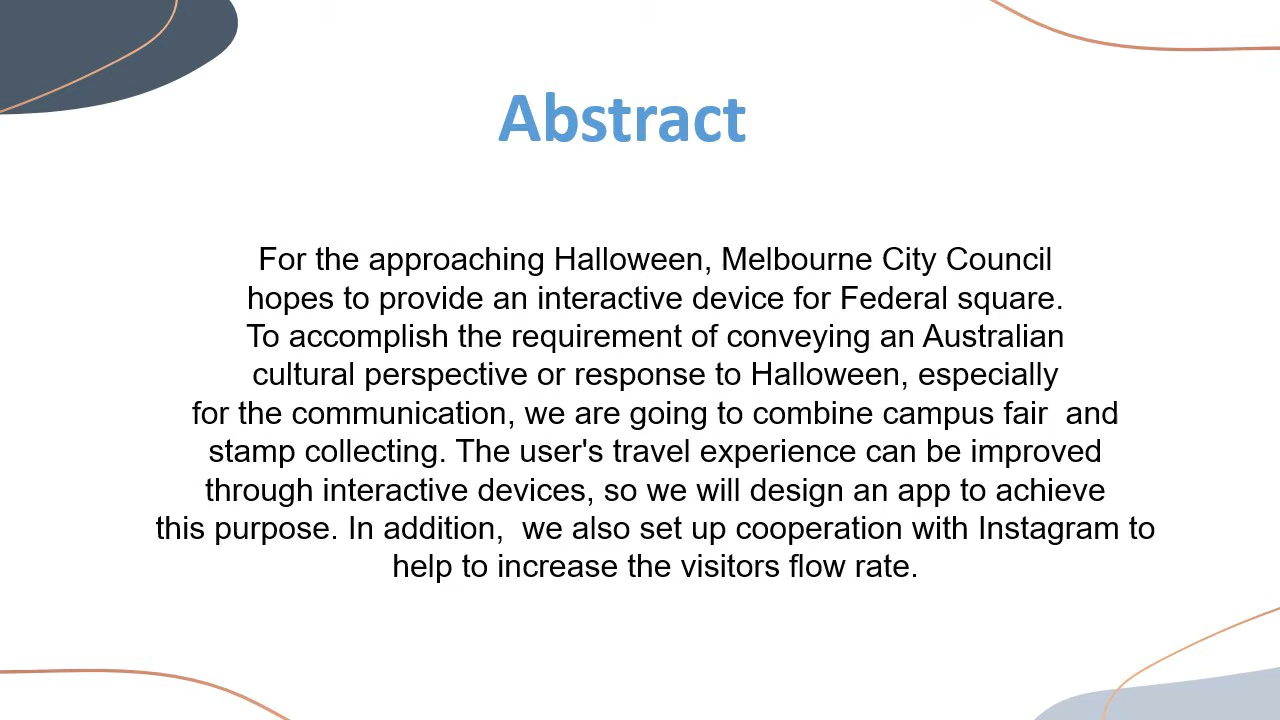 Abstract
For the approaching Halloween, Melbourne City Council
hopes to provide an interactive device for Federal square.
To accomplish the requirement of conveying an Australian
cultural perspective or response to Halloween, especially
for the communication, we are going to combine campus fair  and
stamp collecting. The user's travel experience can be improved
through interactive devices, so we will design an app to achieve
this purpose. In addition,  we also set up cooperation with Instagram to
help to increase the visitors flow rate.